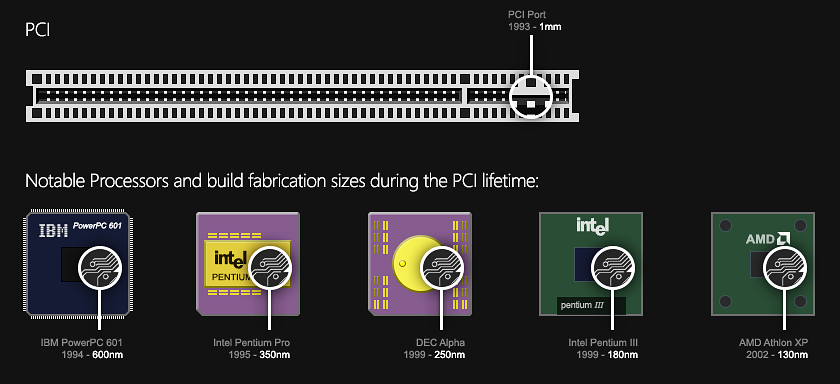 PCI
PCI Port
1993 - 1mm
Notable Processors and build fabrication sizes during the PCI lifetime:
IBM PowerPC 601
intel
PENTIUM
intel
pentium III
AMD
IBM PowerPC 601
1994 - 600nm
Intel Pentium Pro
1995 - 350nm
DEC Alpha
1999 - 250nm
Intel Pentium III
1999 - 180nm
AMD Athlon XP
2002 - 130nm